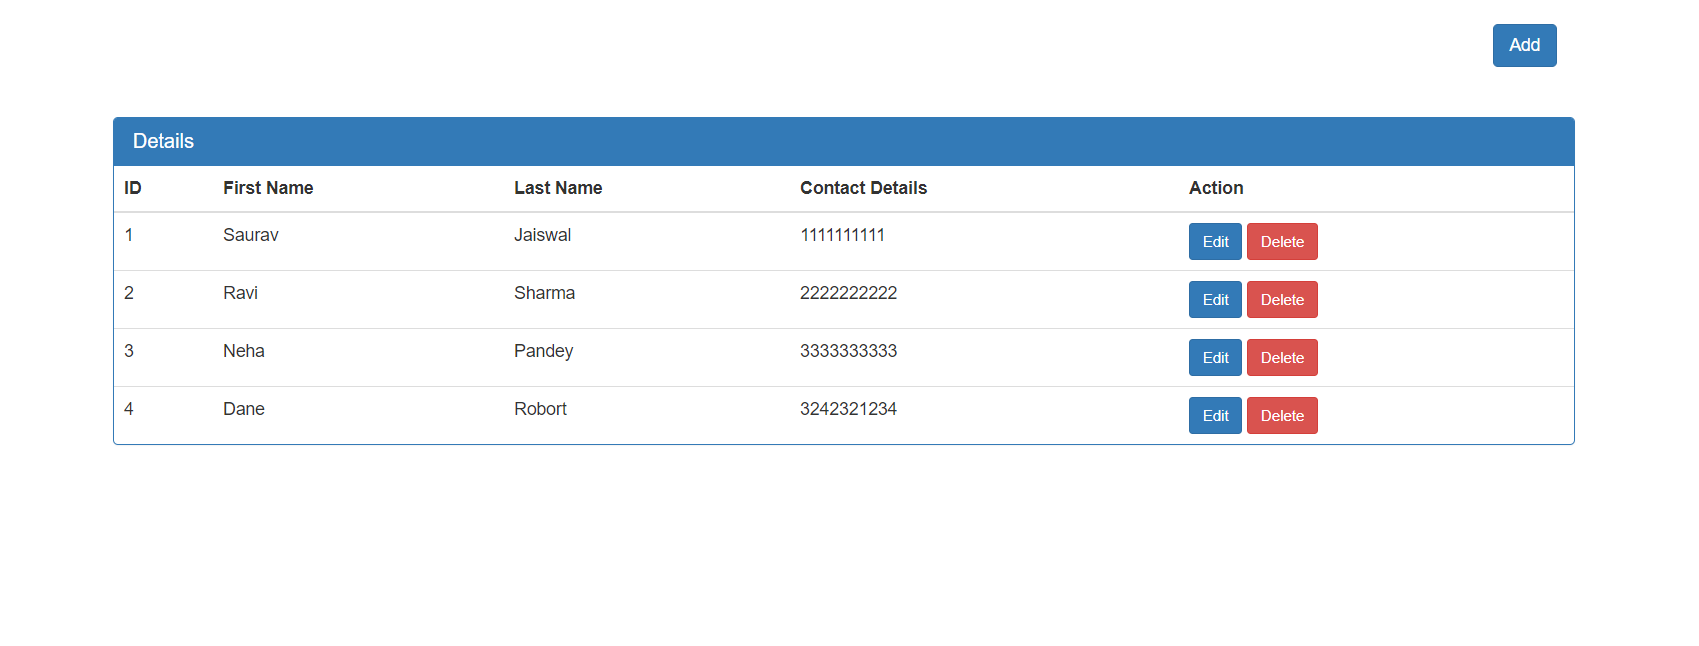 Add
Details
ID First Name Last Name Contact Details Action
1 Saurav Jaiswal 1111111111 Edit Delete
2 Ravi Sharma 2222222222 Edit Delete
3 Neha Pandey 3333333333 Edit Delete
4 Dane Robort 3242321234 Edit Delete